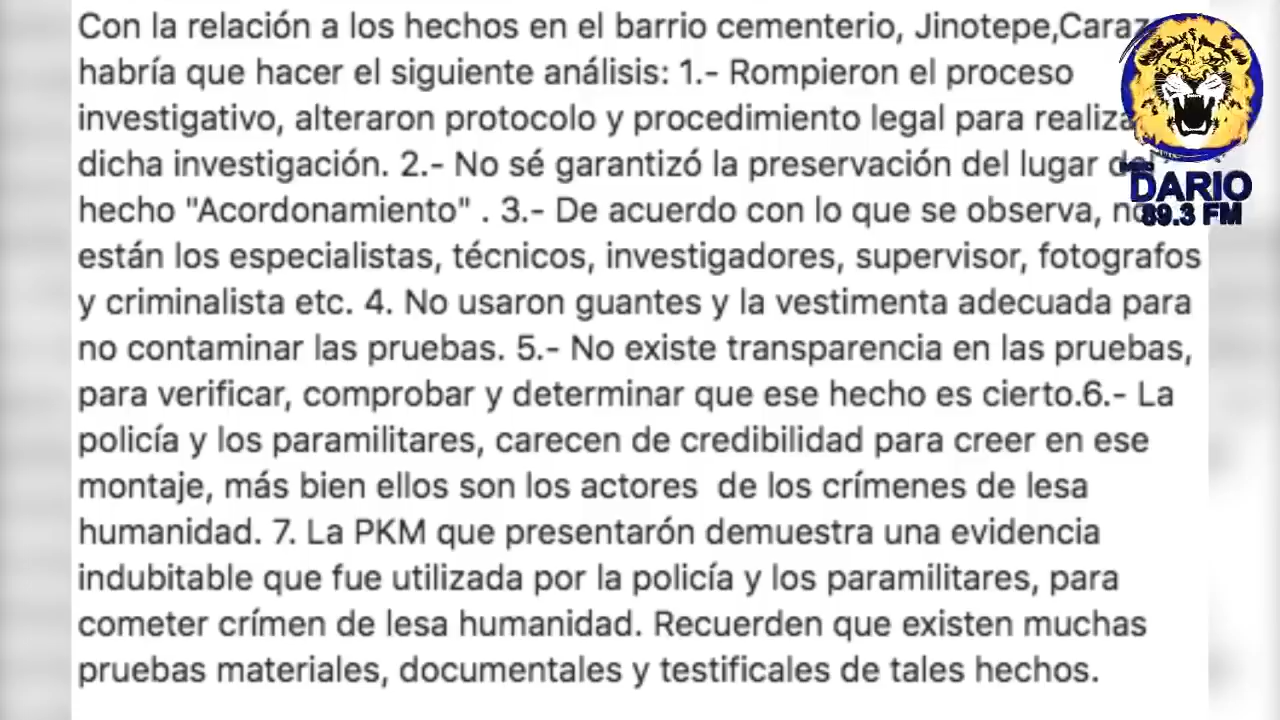 Con la relación a los hechos en el barrio cementerio, Jinotepe,Caraz
habría que hacer el siguiente análisis: 1.- Rompieron el proceso
investigativo, alteraron protocolo y procedimiento legal para realiza
dicha investigación. 2.- No sé garantizó la preservación del lugar del
hecho "Acordonamiento" . 3.- De acuerdo con lo que se observa, no
están los especialistas, técnicos, investigadores, supervisor, fotografos
y criminalista etc. 4. No usaron guantes y la vestimenta adecuada para
no contaminar las pruebas. 5.- No existe transparencia en las pruebas,
para verificar, comprobar y determinar que ese hecho es cierto.6.- La
policía y los paramilitares, carecen de credibilidad para creer en ese
montaje, más bien ellos son los actores  de los crímenes de lesa
humanidad. 7. La PKM que presentarón demuestra una evidencia
indubitable que fue utilizada por la policía y los paramilitares, para
cometer crímen de lesa humanidad. Recuerden que existen muchas
pruebas materiales, documentales y testificales de tales hechos.
DARIO
89.3 FM